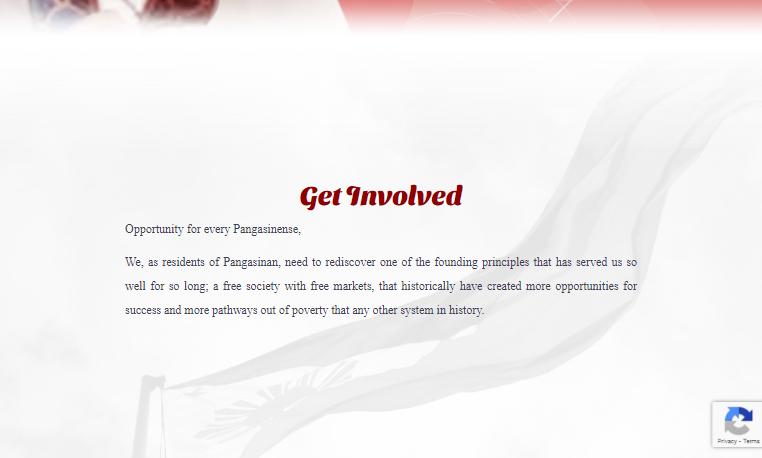 Get Involved
Opportunity for every Pangasinense,
We, as residents of Pangasinan, need to rediscover one of the founding principles that has served us so
well for so long; a free society with free markets, that historically have created more opportunities for
success and more pathways out of poverty that any other system in history.
Privacy - Terms